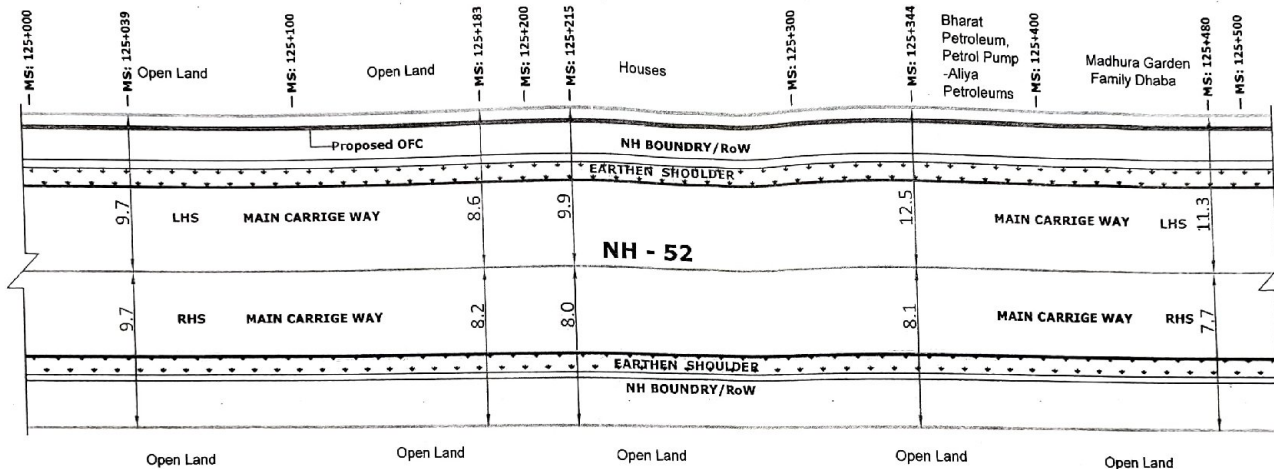 MS: 125+000
MS: 125+039
Open Land
MS: 125+100
Open Land
MS: 125+183
MS: 125+200
MS: 125+215
Houses
MS: 125+300
MS: 125+344
Bharat
Petroleum,
Petrol Pump
-Aliya
Petroleums
MS: 125+400
Madhura Garden
Family Dhaba
MS: 125+480
MS: 125+500
Proposed OFC
NH BOUNDRY/RoW
EARTHEN SHOULDER
9.7
LHS
MAIN CARRIGE WAY
8.6
9.9
12.5
MAIN CARRIGE WAY
LHS
11.3
NH - 52
9.7
RHS
MAIN CARRIGE WAY
8.2
8.0
8.1
MAIN CARRIGE WAY
RHS
7.7
EARTHEN SHOULDER
NH BOUNDRY/RoW
Open Land
Open Land
Open Land
Open Land
Open Land